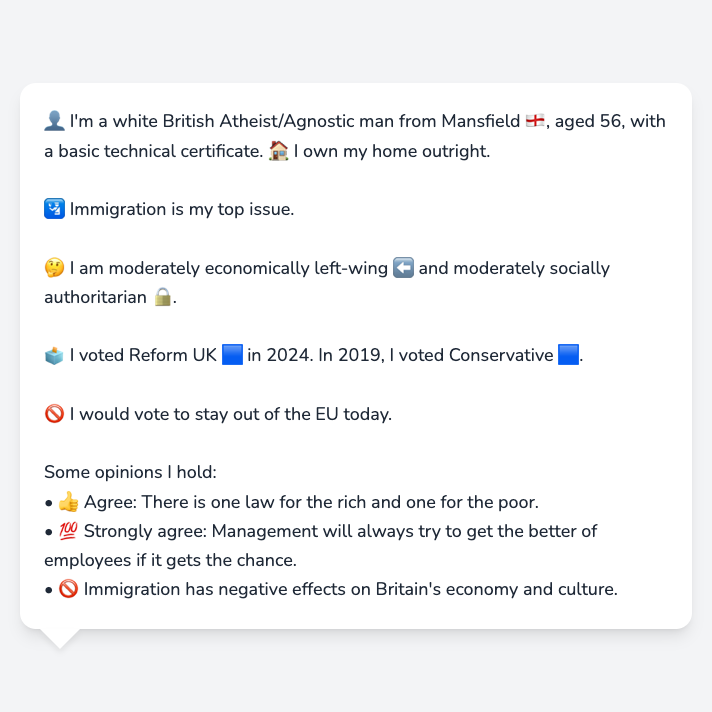 👤 I'm a white British Atheist/Agnostic man from Mansfield 🏴󠁧󠁢󠁥󠁮󠁧󠁿, aged 56, with
a basic technical certificate. 🏠 I own my home outright.
🛂 Immigration is my top issue.
🤔 I am moderately economically left-wing ⬅️ and moderately socially
authoritarian 🔒.
🗳️ I voted Reform UK 🟦 in 2024. In 2019, I voted Conservative 🟦.
🚫 I would vote to stay out of the EU today.
Some opinions I hold:
• 👍 Agree: There is one law for the rich and one for the poor.
• 💯 Strongly agree: Management will always try to get the better of
employees if it gets the chance.
• 🚫 Immigration has negative effects on Britain's economy and culture.